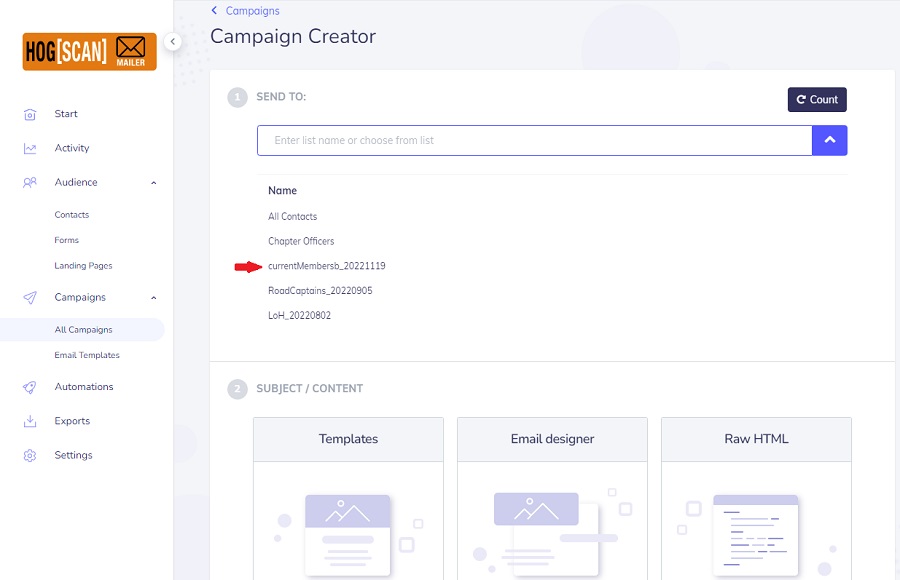 HOG[SCAN]
MAILER
Start
Activity
Audience
Contacts
Forms
Landing Pages
Campaigns
All Campaigns
Email Templates
Automations
Exports
Settings
Campaigns
Campaign Creator
1 SEND TO:
Count
Enter list name or choose from list
Name
All Contacts
Chapter Officers
currentMembersb_20221119
RoadCaptains_20220905
LoH_20220802
2 SUBJECT / CONTENT
Templates
Email designer
Raw HTML